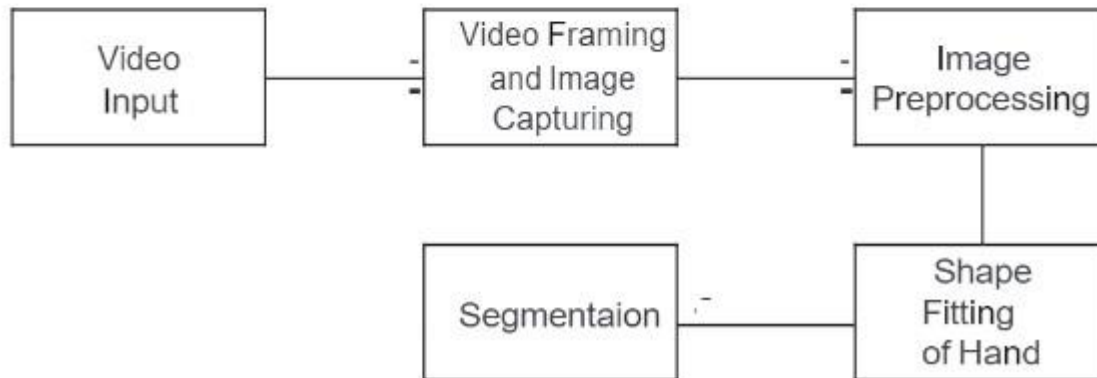 Video
Input
Video Framing
and Image
Capturing
Image
Preprocessing
Segmentaion
Shape
Fitting
of Hand